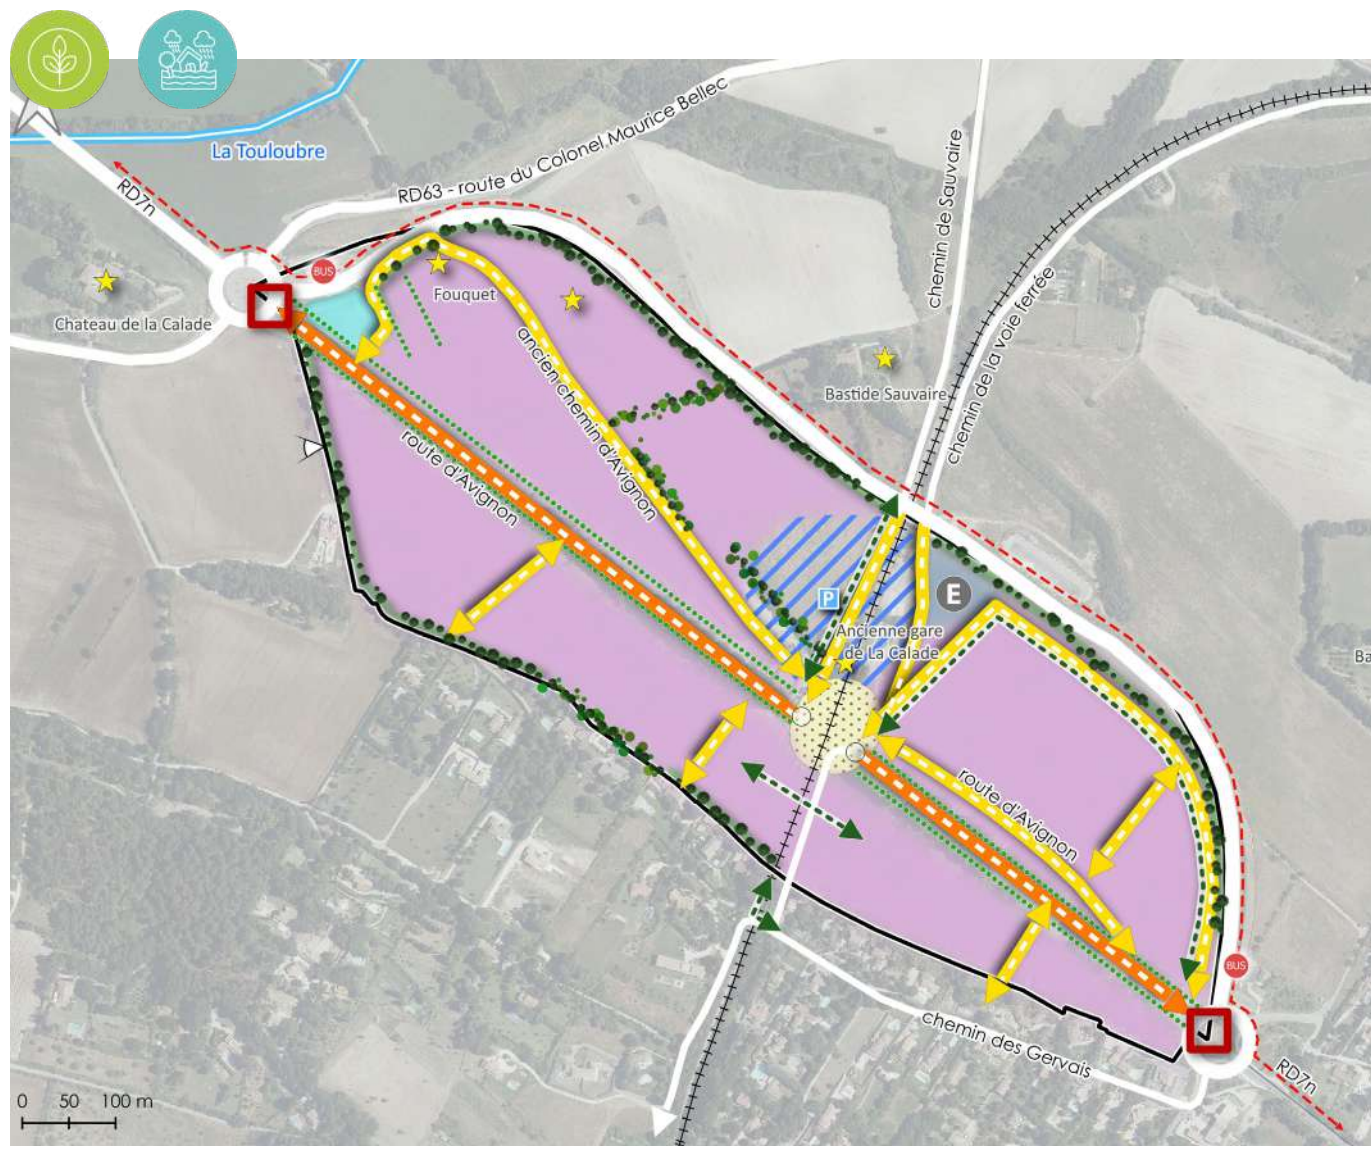 La Touloubre
RD63 - route du Colonel Maurice Bellec
RD7n
chemin de Sauvaire
BUS
chemin de la voie ferrée
Chateau de la Calade
Fouquet
ancien chemin d'Avignon
Bastide Sauvaire
route d'Avignon
E
P
Ancienne gare
de La Calade
Ba
route d'Avignon
BUS
chemin des Gervais
RD7n
0 50 100 m